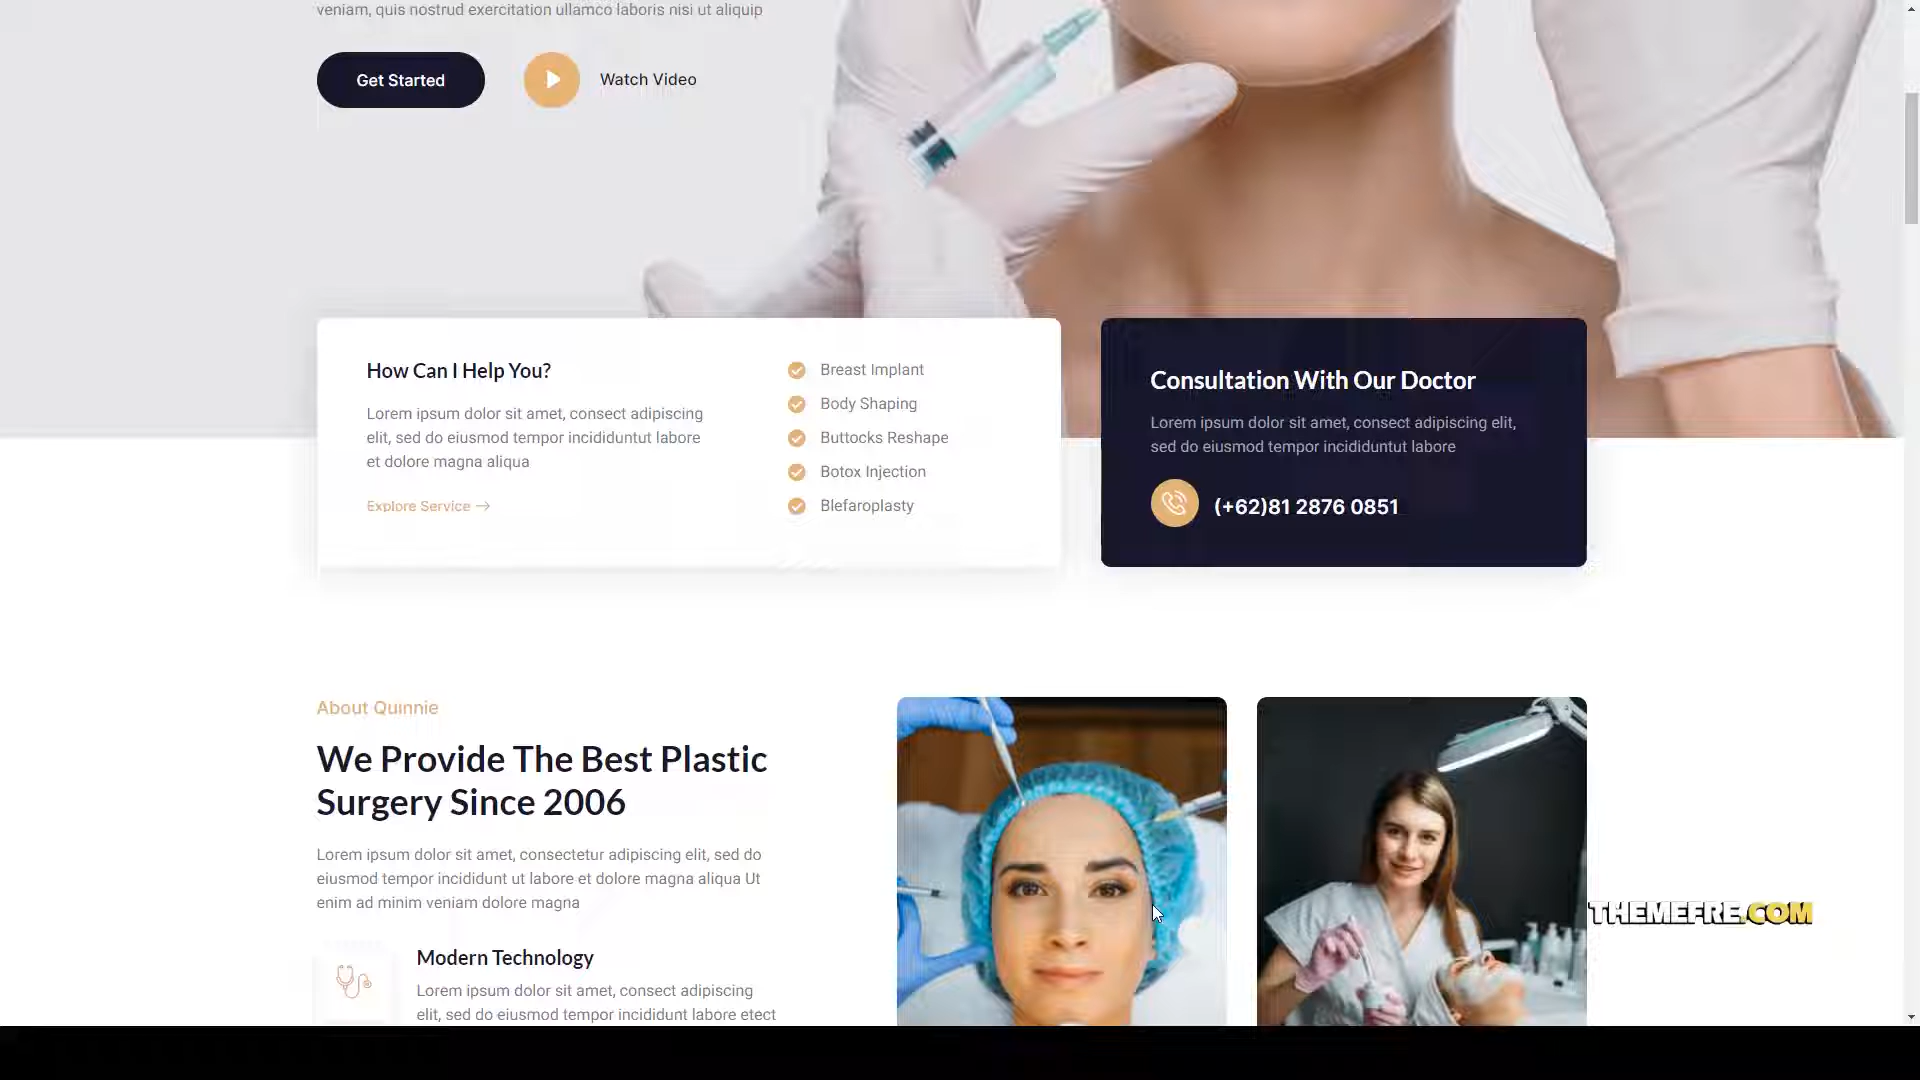 veniam, quis nostrud exercitation ullamco laboris nisi ut aliquip
Get Started
Watch Video
How Can I Help You?
Lorem ipsum dolor sit amet, consect adipiscing
elit, sed do eiusmod tempor incididuntut labore
et dolore magna aliqua
Explore Service →
Breast Implant
Body Shaping
Buttocks Reshape
Botox Injection
Blefaroplasty
Consultation With Our Doctor
Lorem ipsum dolor sit amet, consect adipiscing elit,
sed do eiusmod tempor incididuntut labore
(+62)81 2876 0851
About Quinnie
We Provide The Best Plastic
Surgery Since 2006
Lorem ipsum dolor sit amet, consectetur adipiscing elit, sed do
eiusmod tempor incididunt ut labore et dolore magna aliqua Ut
enim ad minim veniam dolore magna
Modern Technology
Lorem ipsum dolor sit amet, consect adipiscing
elit, sed do eiusmod tempor incididunt labore etect
THEMEFRE.COM